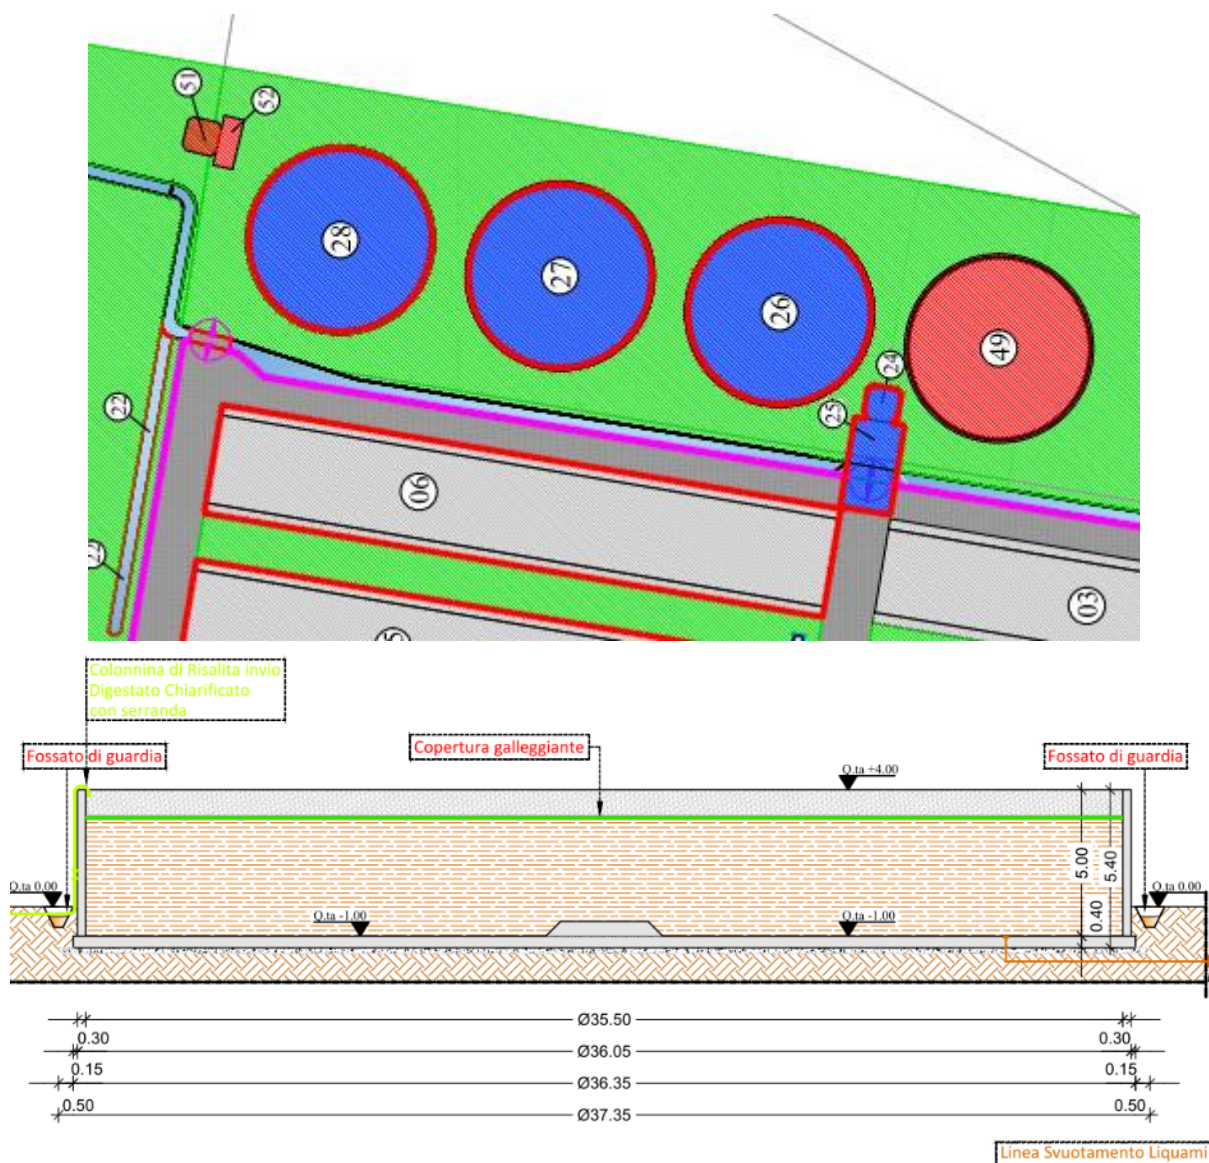 51
52
28
27
26
49
24
25
22
06
22
03
5
Colonnina di Risalita invio
Digestato Chiarificato
con serranda
Fossato di guardia
Copertura galleggiante
Fossato di guardia
Q.ta +4.00
5.00
5.40
Q.ta 0.00
Q.ta 0.00
Q.ta -1.00
Q.ta -1.00
0.40
Ø35.50
0.30
0.30
Ø36.05
0.15
0.15
Ø36.35
0.50
0.50
Ø37.35
Linea Svuotamento Liquami